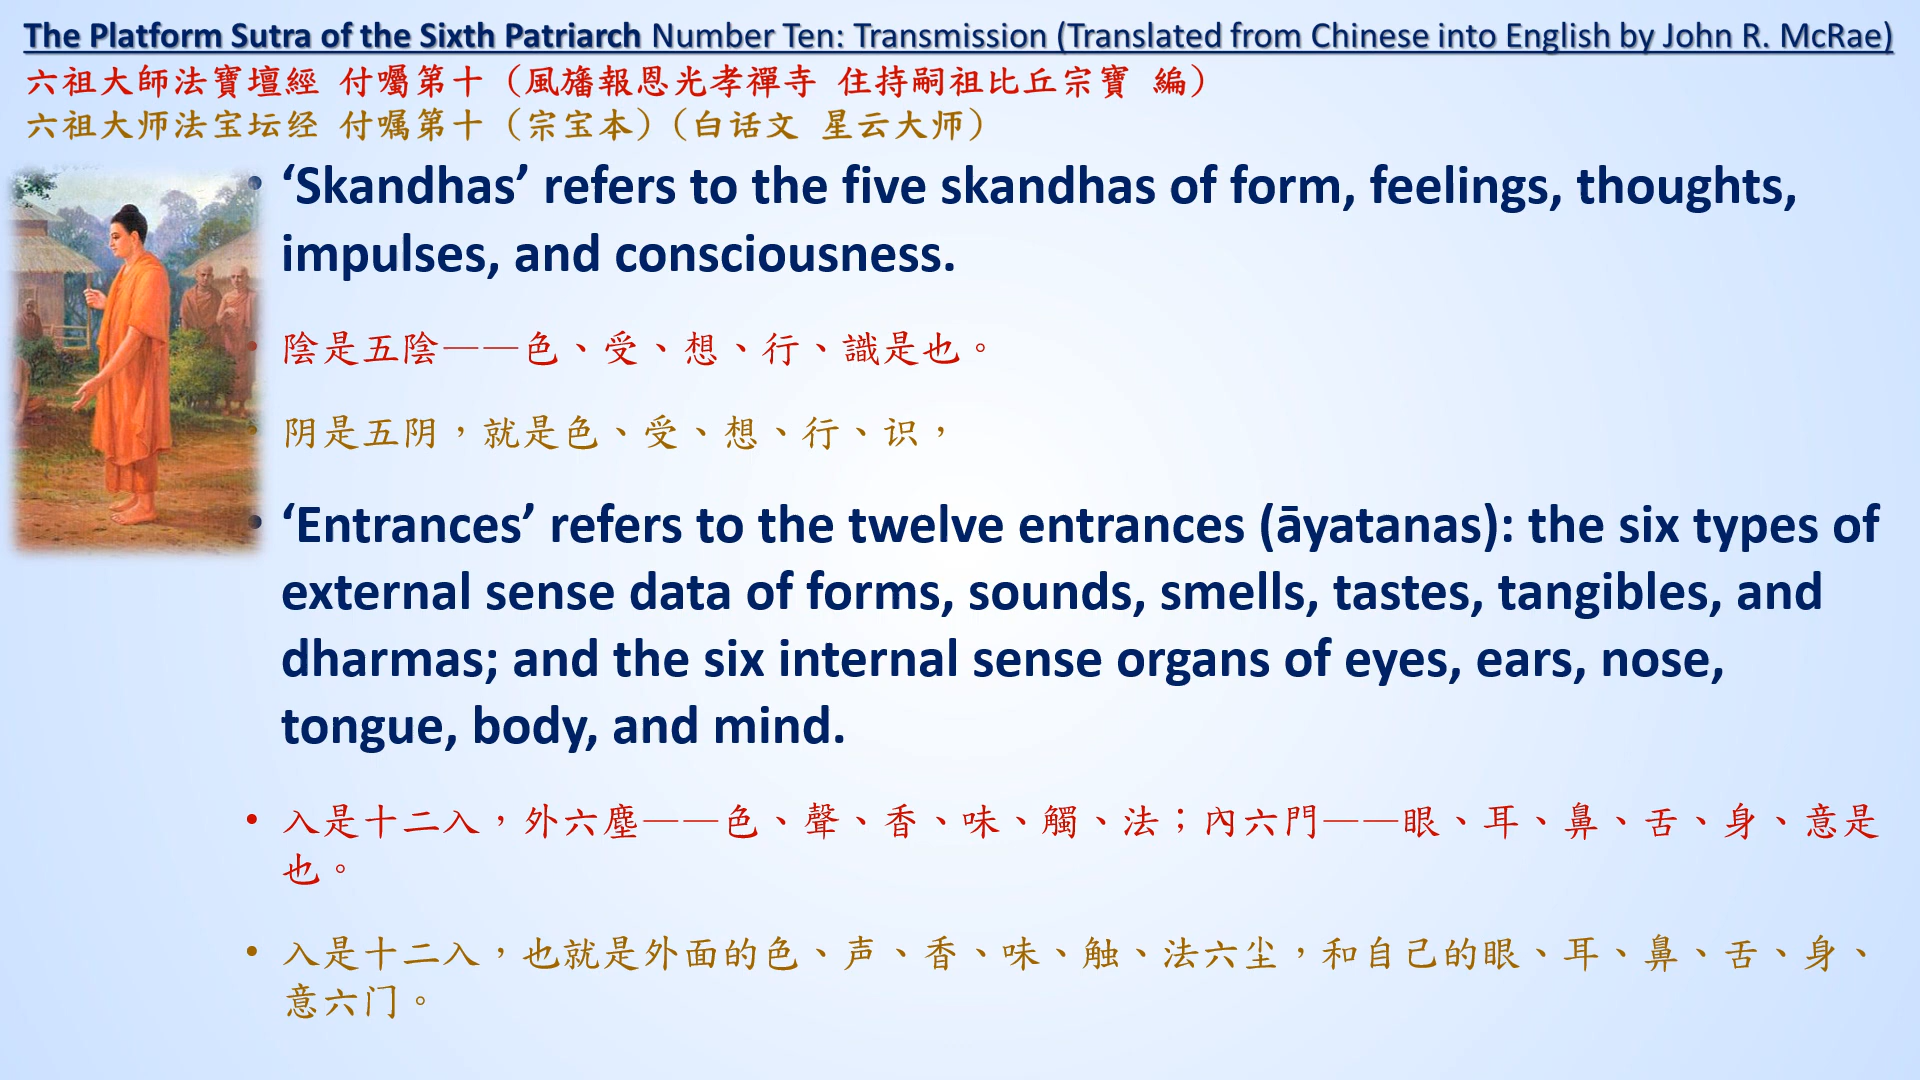 The Platform Sutra of the Sixth Patriarch Number Ten: Transmission (Translated from Chinese into English by John R. McRae)
六祖大師法寶壇經 付囑第十（風旛報恩光孝禪寺 住持嗣祖比丘宗寶 編）
六祖大师法宝坛经 付嘱第十（宗宝本）（白话文 星云大师）
• ‘Skandhas’ refers to the five skandhas of form, feelings, thoughts,
impulses, and consciousness.
• 陰是五陰——色、受、想、行、識是也。
• 阴是五阴，就是色、受、想、行、识，
• ‘Entrances’ refers to the twelve entrances (āyatanas): the six types of
external sense data of forms, sounds, smells, tastes, tangibles, and
dharmas; and the six internal sense organs of eyes, ears, nose,
tongue, body, and mind.
• 入是十二入，外六塵——色、聲、香、味、觸、法；內六門——眼、耳、鼻、舌、身、意是
也。
• 入是十二入，也就是外面的色、声、香、味、触、法六尘，和自己的眼、耳、鼻、舌、身、
意六门。